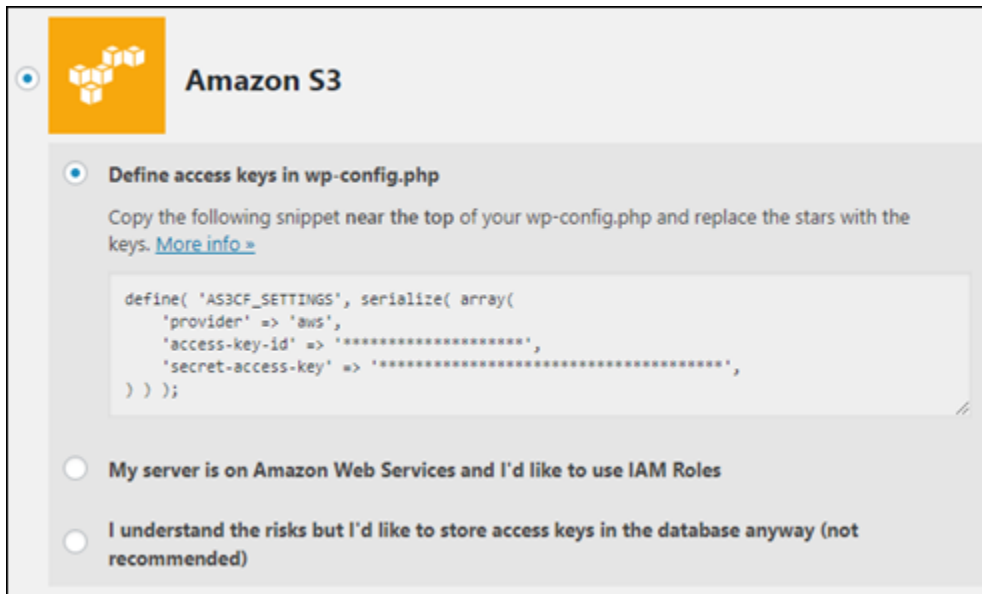 Amazon S3
Define access keys in wp-config.php
Copy the following snippet near the top of your wp-config.php and replace the stars with the
keys. More info »
define( 'AS3CF_SETTINGS', serialize( array(
    'provider' => 'aws',
    'access-key-id' => '********************',
    'secret-access-key' => '**************************************',
) ) );
My server is on Amazon Web Services and I'd like to use IAM Roles
I understand the risks but I'd like to store access keys in the database anyway (not
recommended)